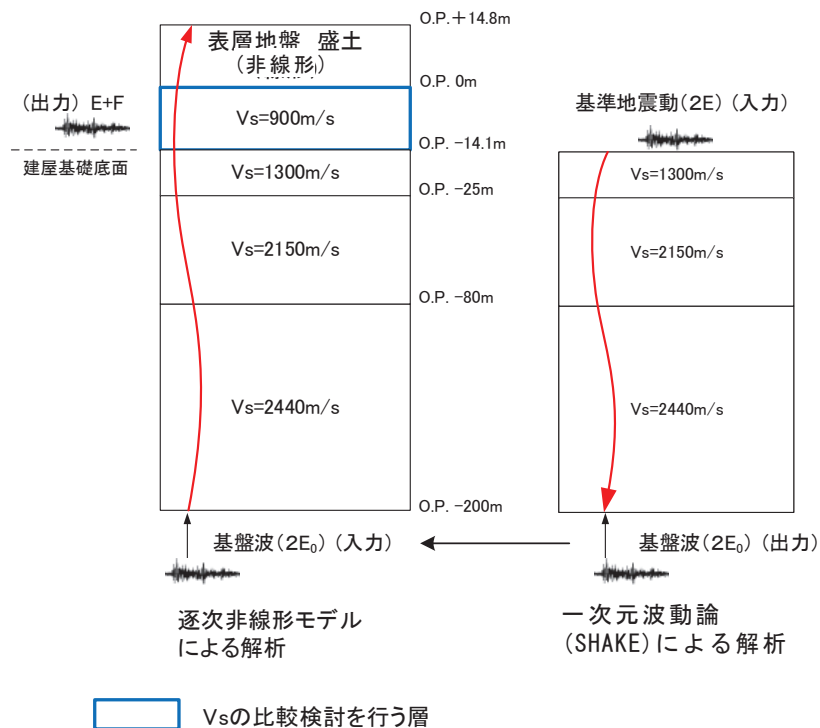 O.P.+14.8m
表層地盤 盛土
(非線形)
O.P. 0m
(出力) E+F
Vs=900m/s
O.P. -14.1m
建屋基礎底面
Vs=1300m/s
O.P. -25m
Vs=2150m/s
O.P. -80m
Vs=2440m/s
O.P. -200m
基盤波(2E₀) (入力)
逐次非線形モデル
による解析
基準地震動(2E) (入力)
Vs=1300m/s
Vs=2150m/s
Vs=2440m/s
基盤波(2E₀) (出力)
一次元波動論
(SHAKE)による解析
Vsの比較検討を行う層